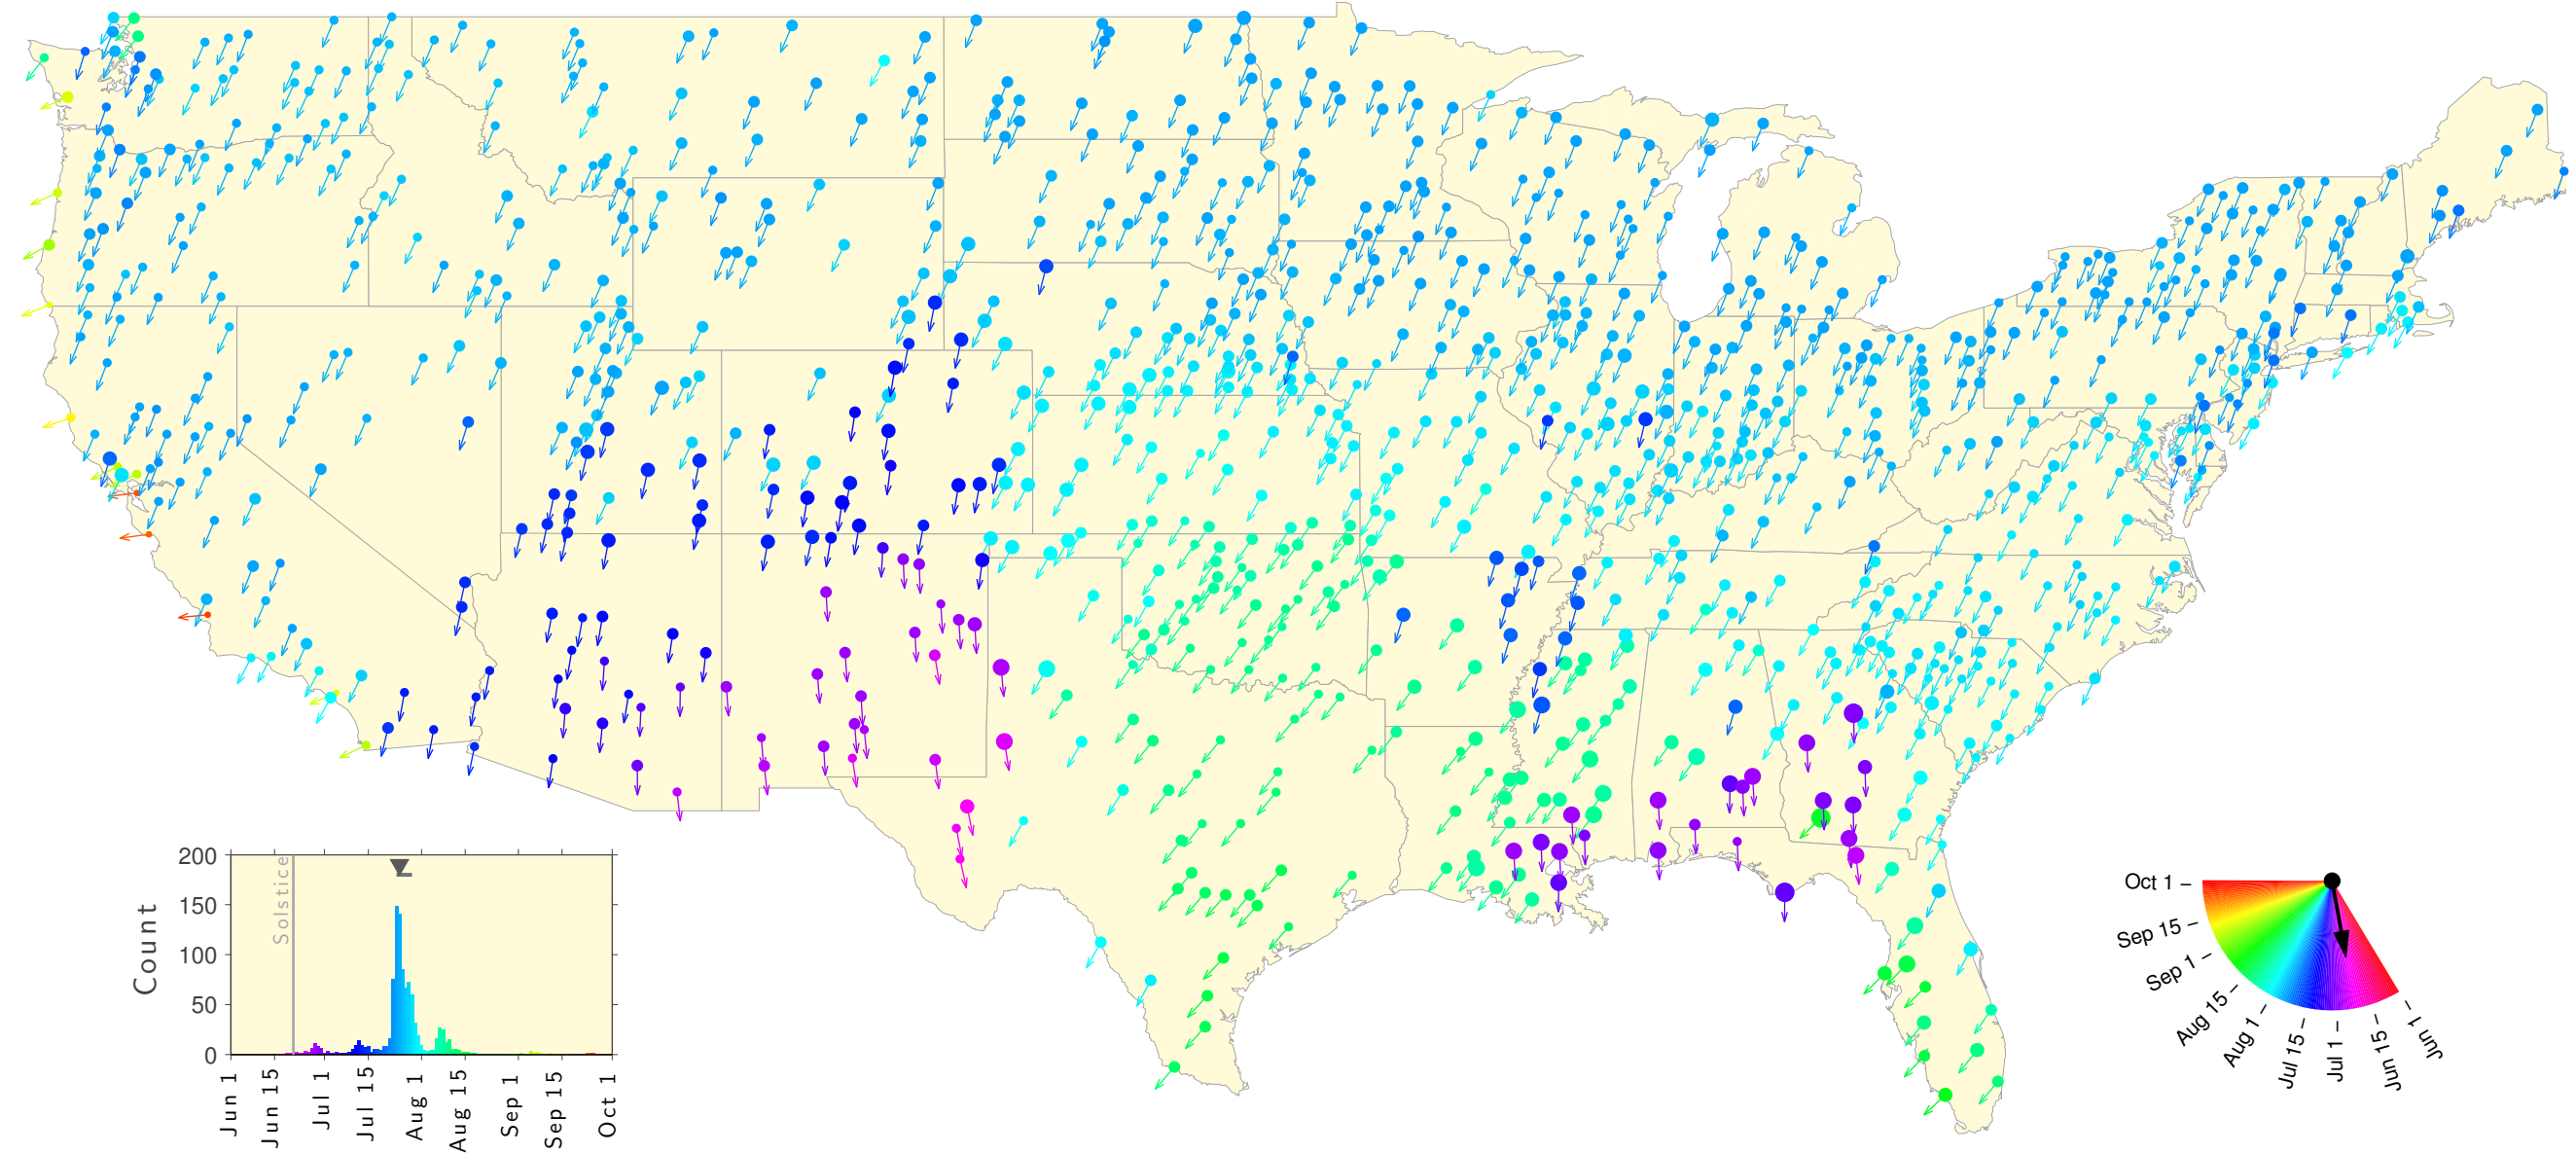 200
150
100
50
0
Count
Solstice
Jun 1
Jun 15
Jul 1
Jul 15
Aug 1
Aug 15
Sep 1
Sep 15
Oct 1
Oct 1 –
Sep 15 –
Sep 1 –
Aug 15 –
Aug 1 –
Jul 15 –
Jul 1 –
Jun 15 –
Jun 1 –